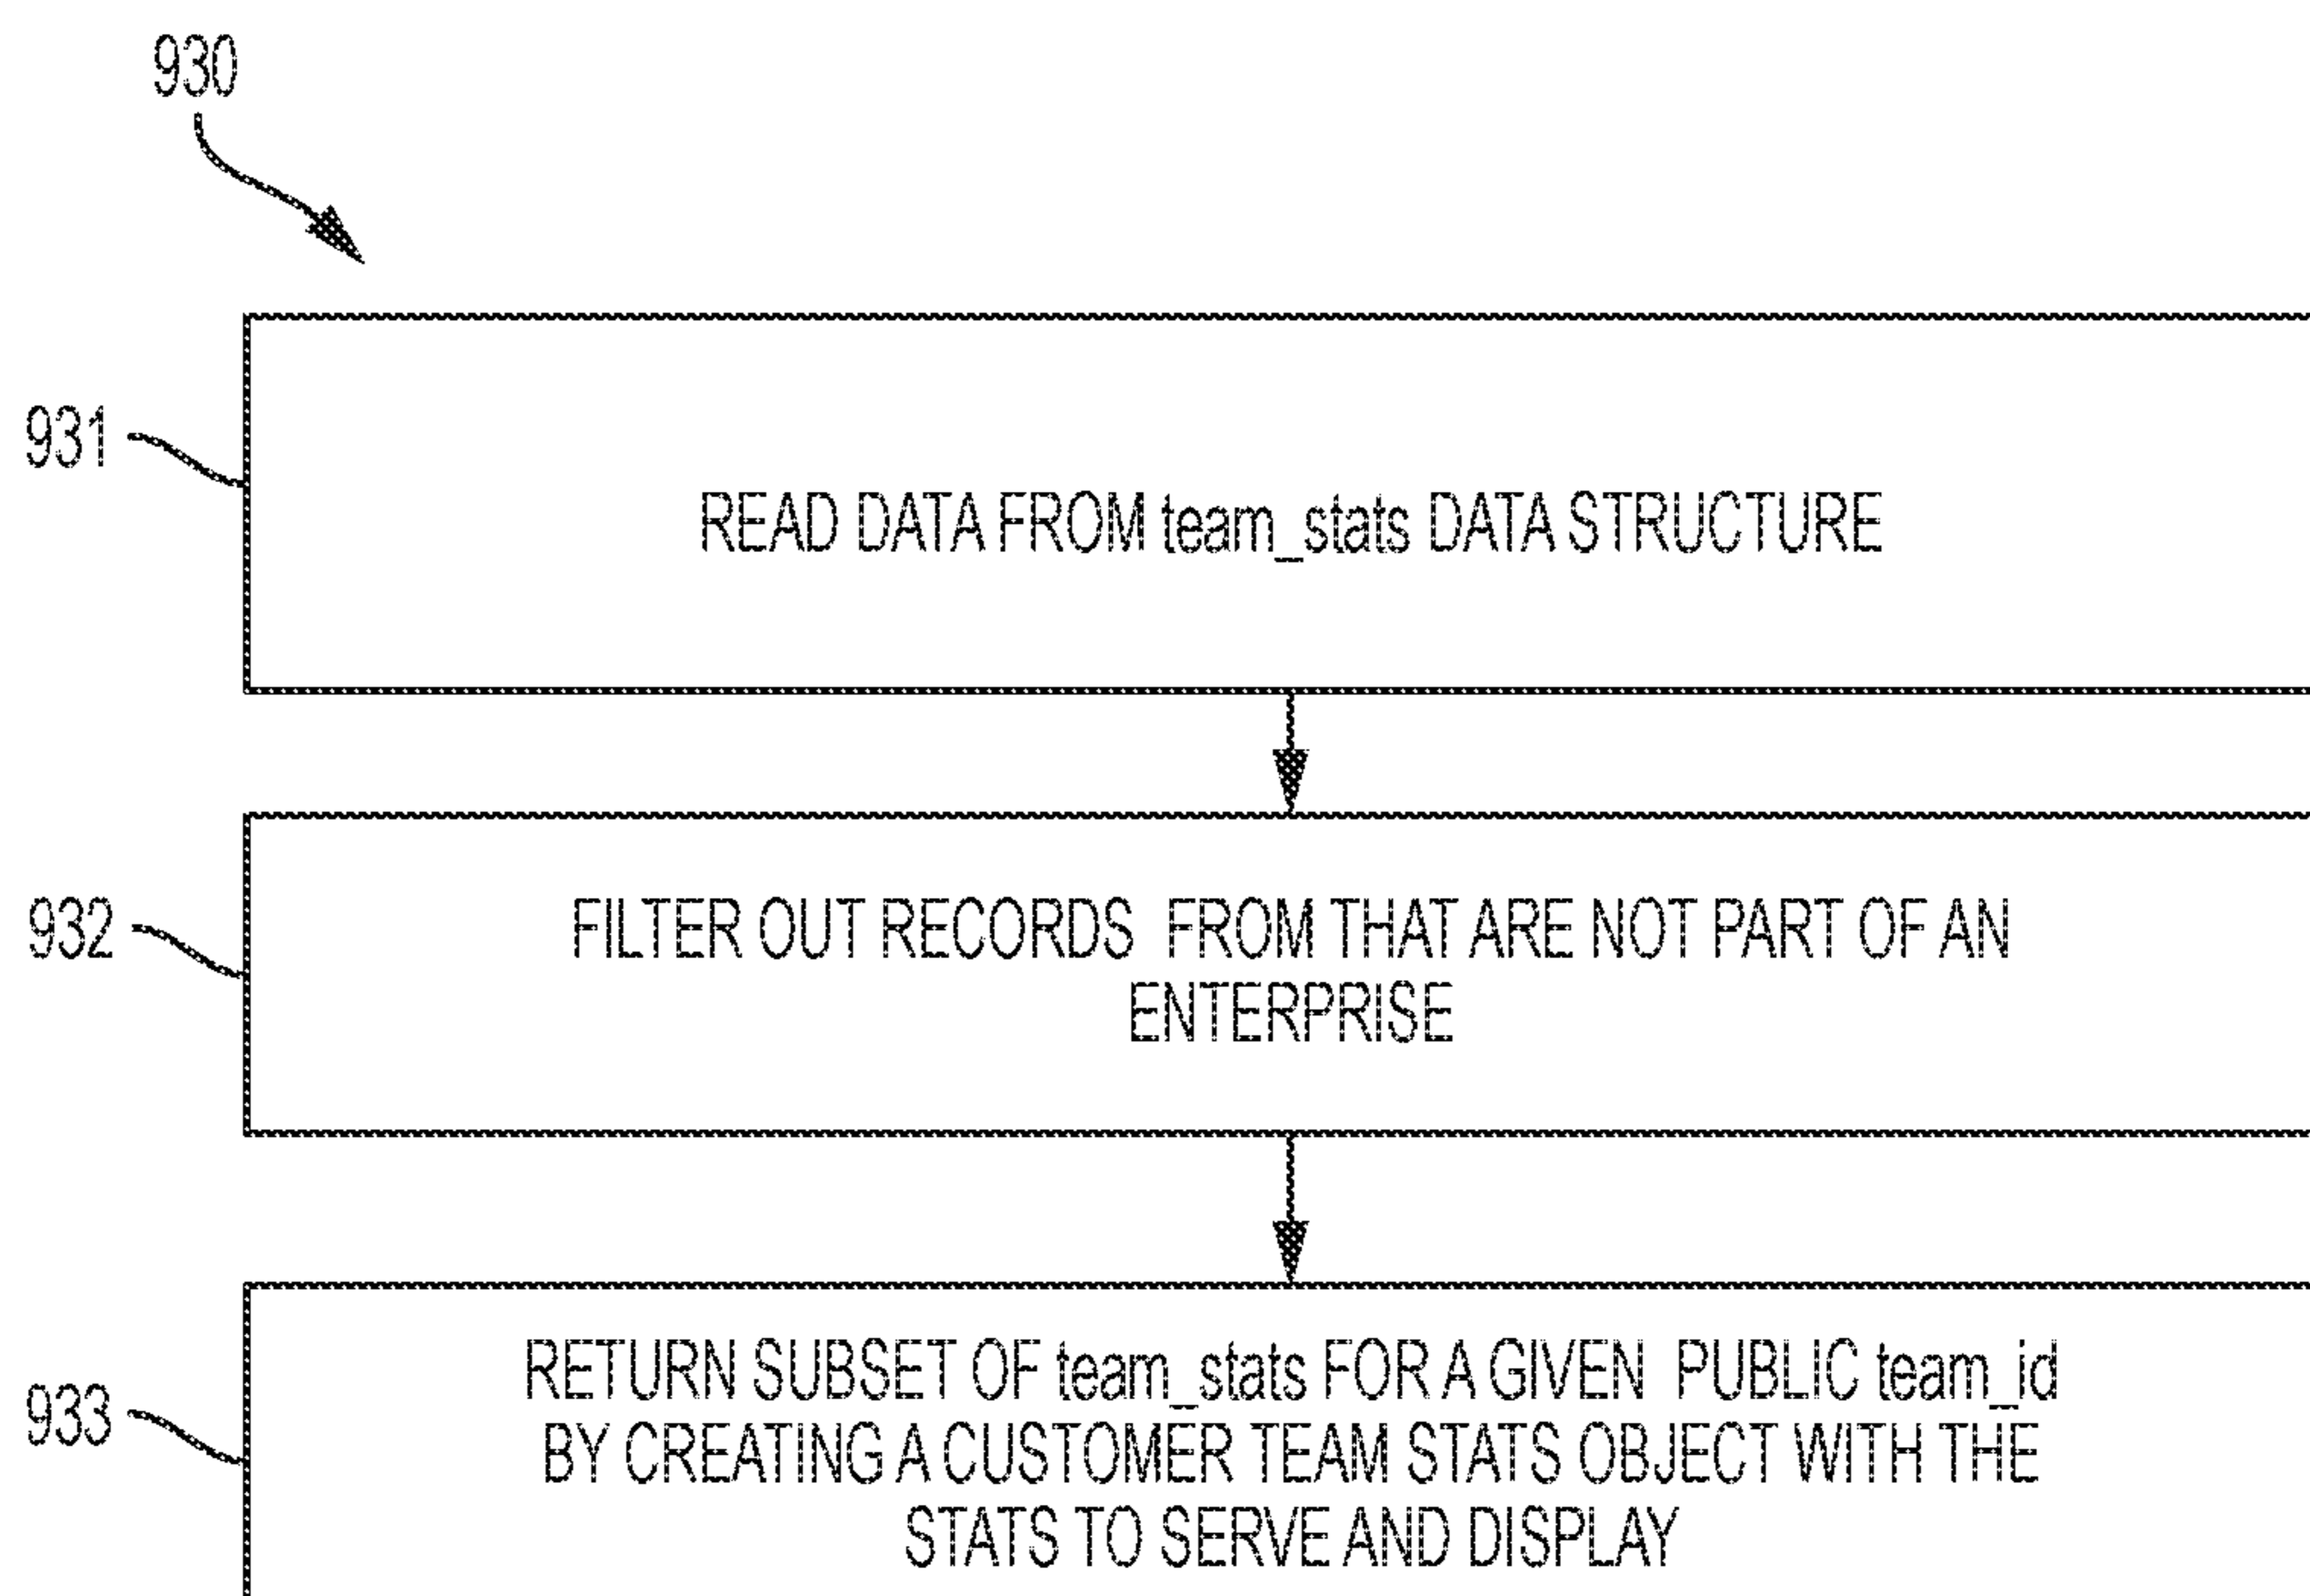 930
931
READ DATA FROM team_stats DATA STRUCTURE
932
FILTER OUT RECORDS FROM THAT ARE NOT PART OF AN
ENTERPRISE
933
RETURN SUBSET OF team_stats FOR A GIVEN PUBLIC team_id
BY CREATING A CUSTOMER TEAM STATS OBJECT WITH THE
STATS TO SERVE AND DISPLAY